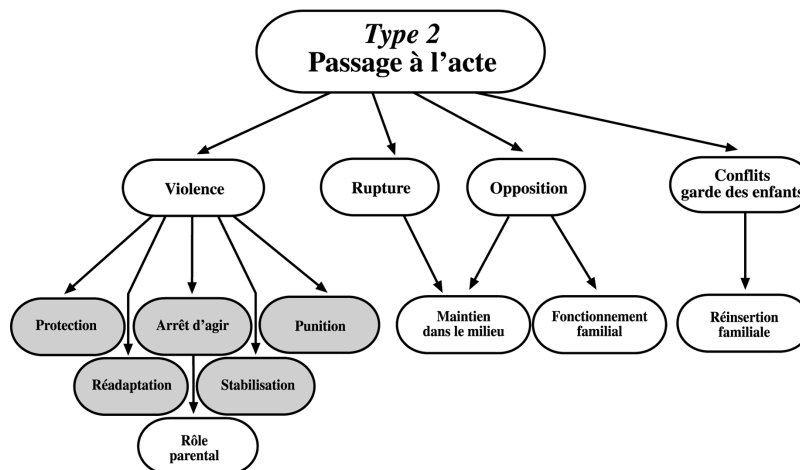 Type 2
Passage à l'acte
Violence
Rupture
Opposition
Conflits
garde des enfants
Protection
Arrêt d'agir
Punition
Maintien
dans le milieu
Fonctionnement
familial
Réinsertion
familiale
Réadaptation
Stabilisation
Rôle
parental